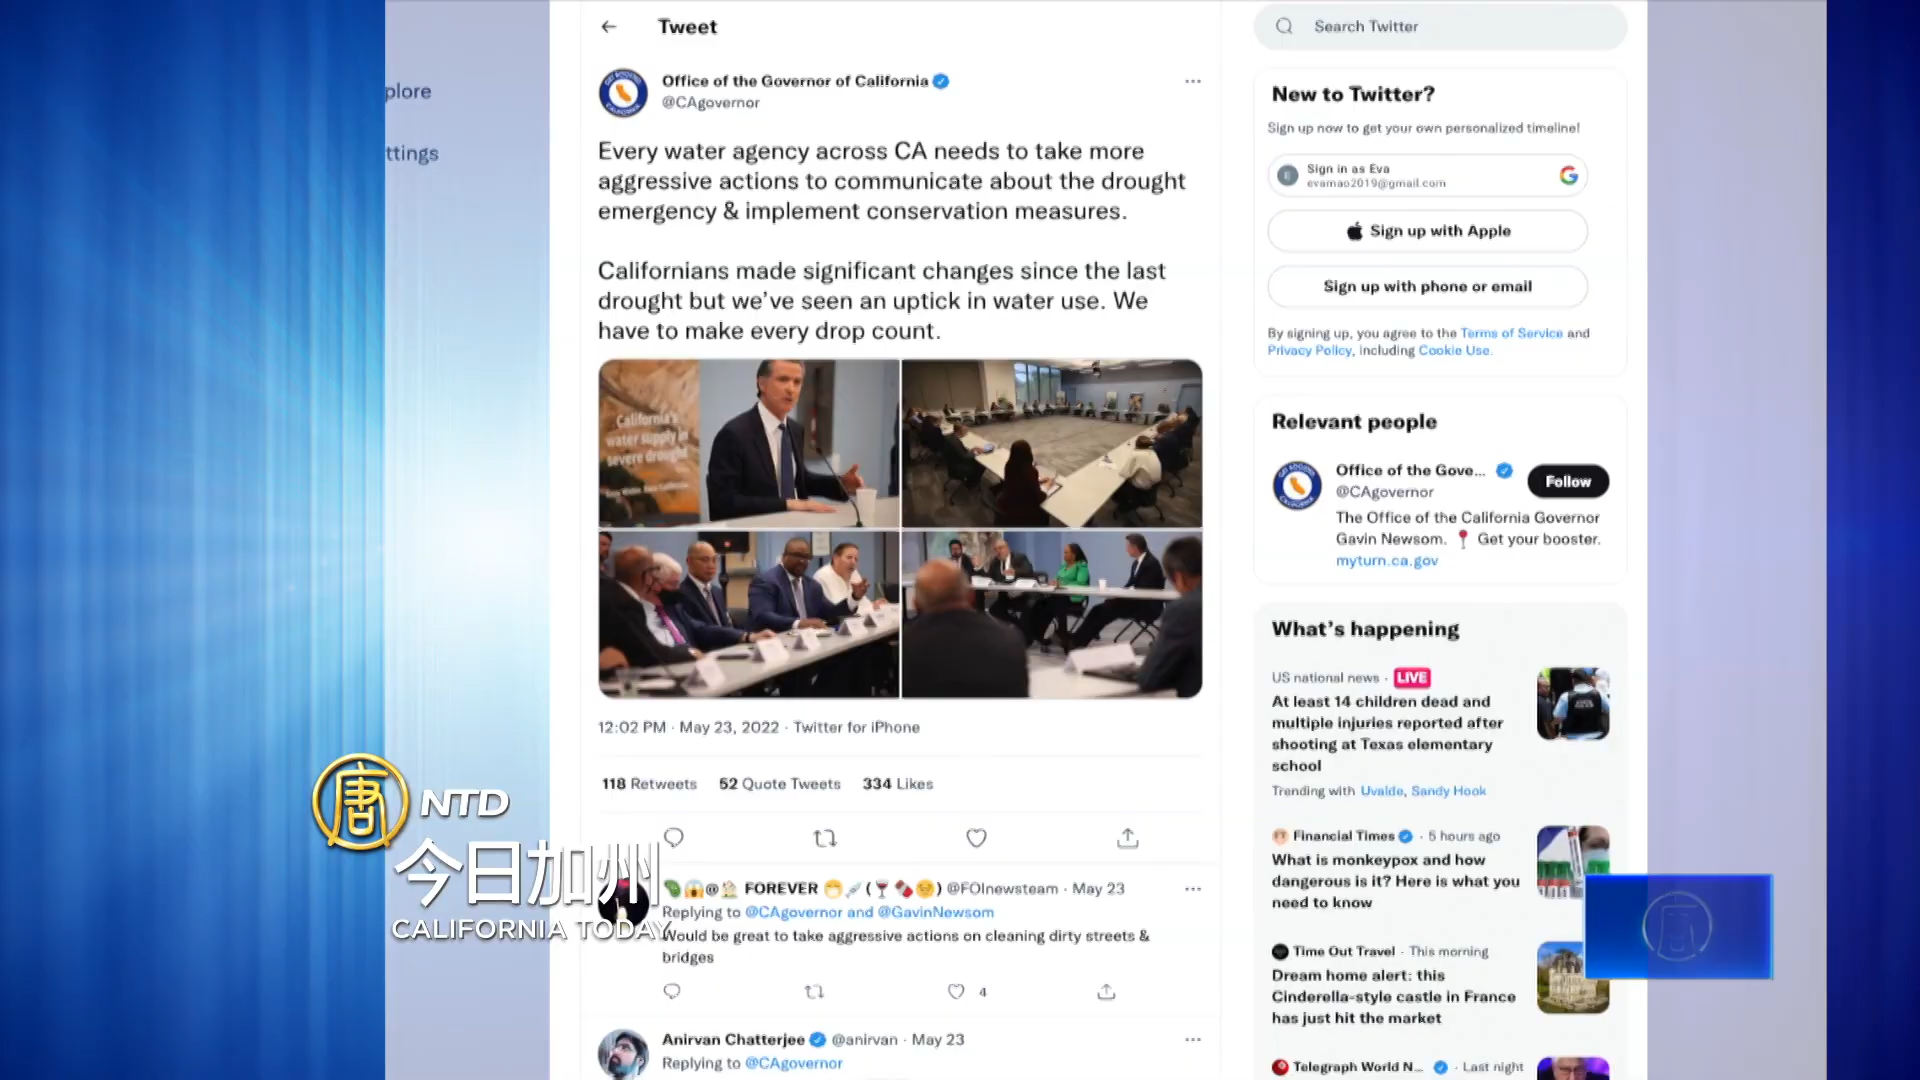 plore
ttings
Tweet
Office of the Governor of California
@CAgovernor
Every water agency across CA needs to take more
aggressive actions to communicate about the drought
emergency & implement conservation measures.
Californians made significant changes since the last
drought but we've seen an uptick in water use. We
have to make every drop count.
California's
water supply in
severe drought
12:02 PM · May 23, 2022 · Twitter for iPhone
118 Retweets 52 Quote Tweets 334 Likes
@ FOREVER ( ) @FOInewsteam · May 23
Replying to @CAgovernor and @GavinNewsom
Would be great to take aggressive actions on cleaning dirty streets &
bridges
4
Anirvan Chatterjee @anirvan · May 23
Replying to @CAgovernor
Search Twitter
New to Twitter?
Sign up now to get your own personalized timeline!
E
Sign in as Eva
evamao2019@gmail.com
Sign up with Apple
Sign up with phone or email
By signing up, you agree to the Terms of Service and
Privacy Policy, including Cookie Use.
Relevant people
Office of the Gove...
@CAgovernor
Follow
The Office of the California Governor
Gavin Newsom. Get your booster.
myturn.ca.gov
What's happening
US national news · LIVE
At least 14 children dead and
multiple injuries reported after
shooting at Texas elementary
school
Trending with Uvalde, Sandy Hook
Financial Times · 5 hours ago
What is monkeypox and how
dangerous is it? Here is what you
need to know
Time Out Travel · This morning
Dream home alert: this
Cinderella-style castle in France
has just hit the market
Telegraph World N... · Last night
唐 NTD
今日加州
CALIFORNIA TODAY
唐